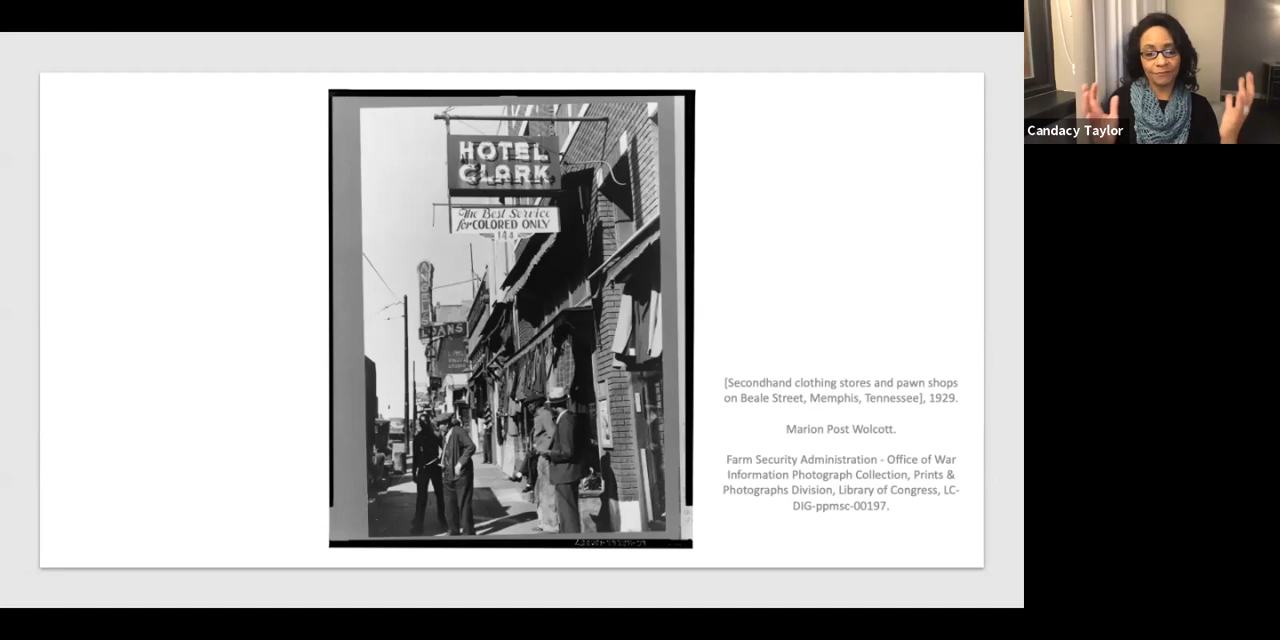 HOTEL
CLARK
The Best Service
for COLORED ONLY
144
ANGELS
LOANS
[Secondhand clothing stores and pawn shops
on Beale Street, Memphis, Tennessee], 1929.
Marion Post Wolcott.
Farm Security Administration - Office of War
Information Photograph Collection, Prints &
Photographs Division, Library of Congress, LC-
DIG-ppmsc-00197.
Candacy Taylor